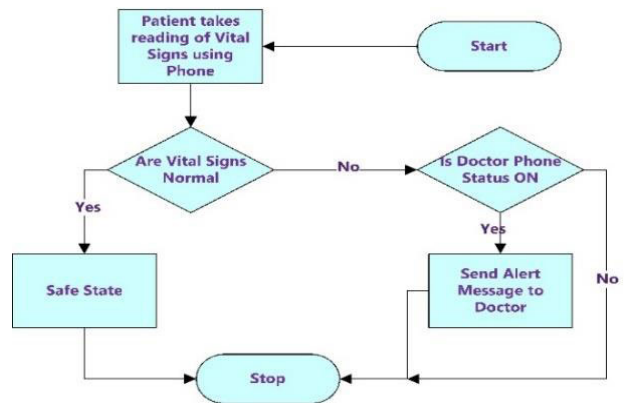 Patient takes
reading of Vital
Signs using
Phone
Start
Are Vital Signs
Normal
No
Is Doctor Phone
Status ON
Yes
Yes
Safe State
Send Alert
Message to
Doctor
No
Stop